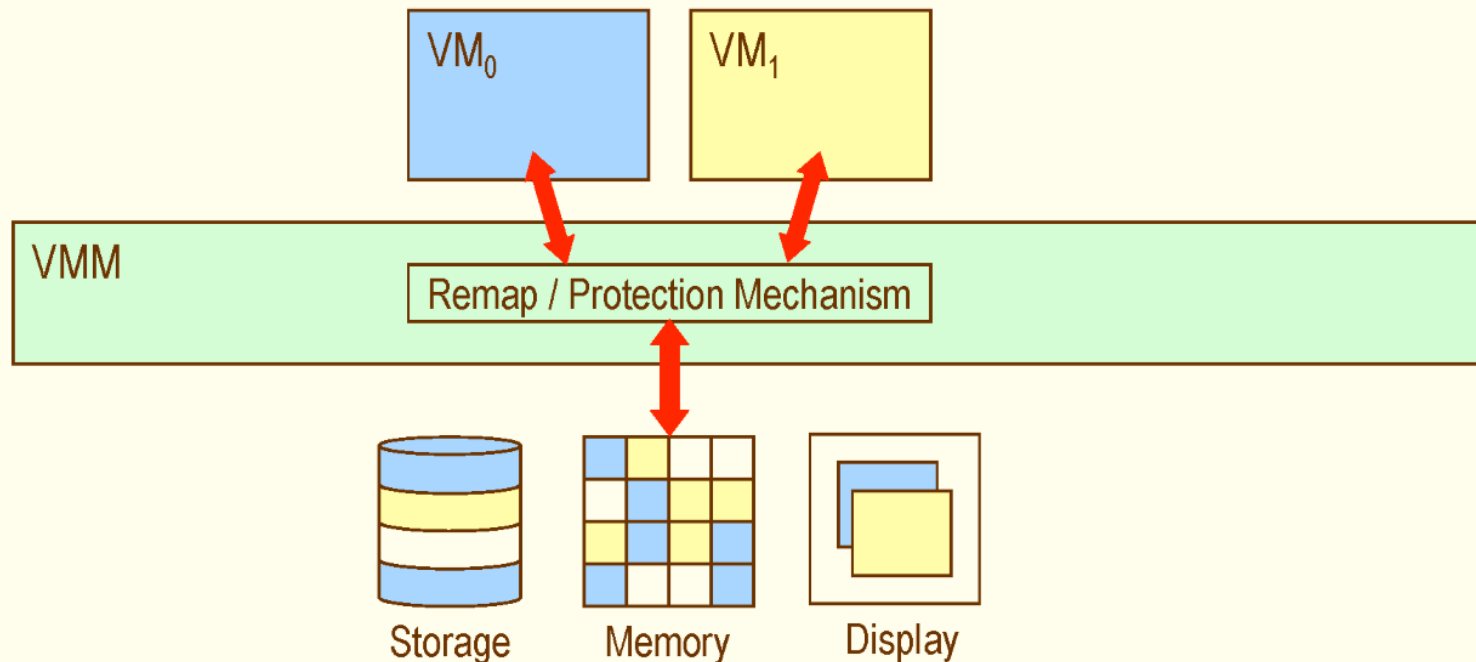 VM₀
VM₁
VMM
Remap / Protection Mechanism
Storage
Memory
Display